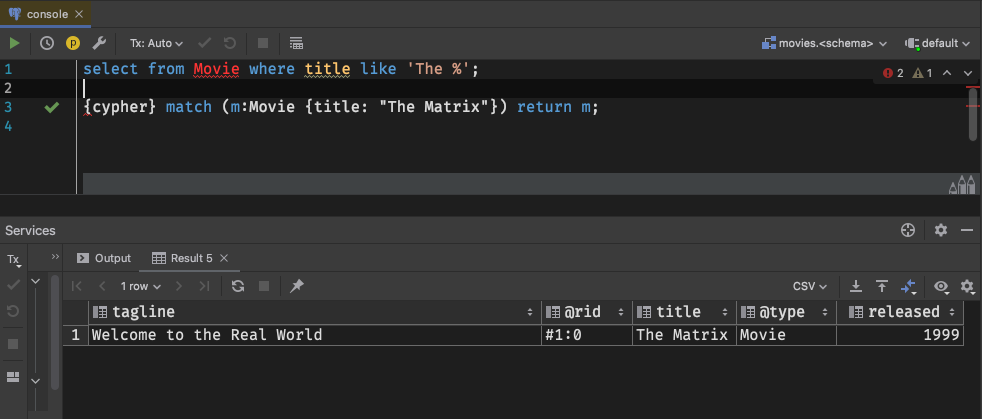 console
Tx: Auto
movies.<schema>
default
1 select from Movie where title like 'The %';
2 1
2
3 {cypher} match (m:Movie {title: "The Matrix"}) return m;
4
Services
Tx
Output
Result 5
1 row
CSV
tagline @rid title @type released
1 Welcome to the Real World #1:0 The Matrix Movie 1999